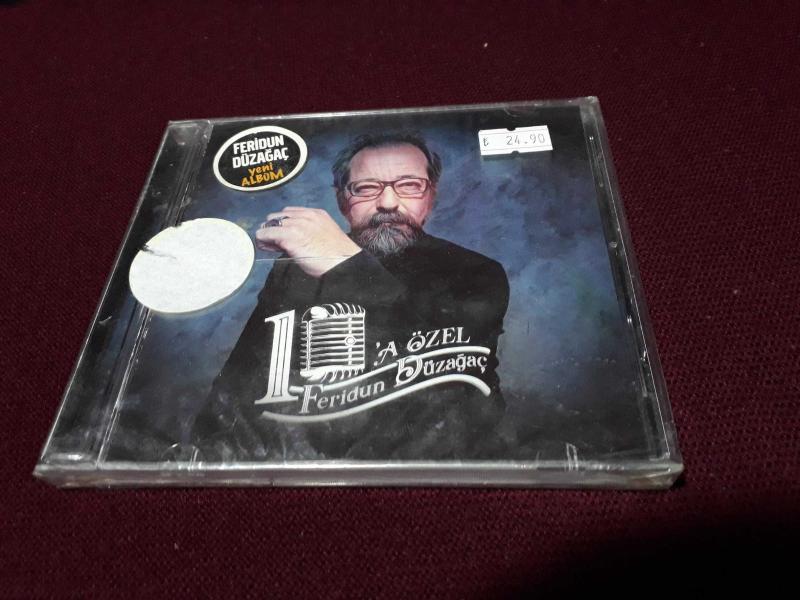 FERİDUN
DÜZAĞAÇ
yeni
ALBÜM
₺ 24.90
10 'A ÖZEL
Feridun Düzağaç